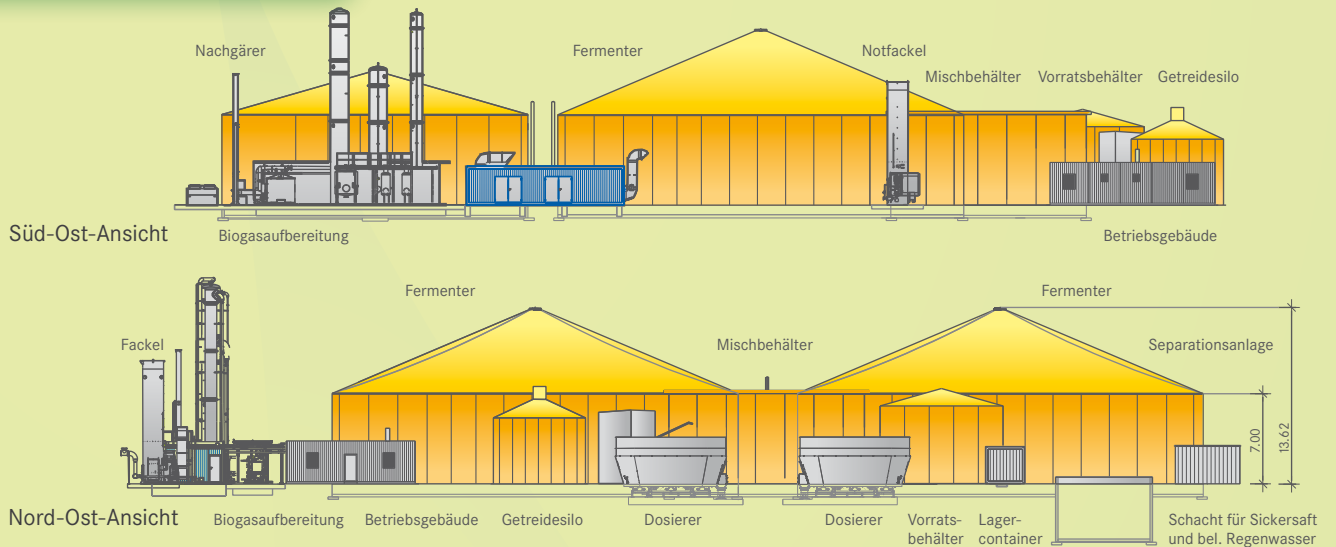 Nachgärer
Fermenter
Notfackel
Mischbehälter
Vorratsbehälter
Getreidesilo
Süd-Ost-Ansicht
Biogasaufbereitung
Betriebsgebäude
Fermenter
Fermenter
Fackel
Mischbehälter
Separationsanlage
7.00
13.62
Nord-Ost-Ansicht
Biogasaufbereitung
Betriebsgebäude
Getreidesilo
Dosierer
Dosierer
Vorrats-
behälter
Lager-
container
Schacht für Sickersaft
und bel. Regenwasser